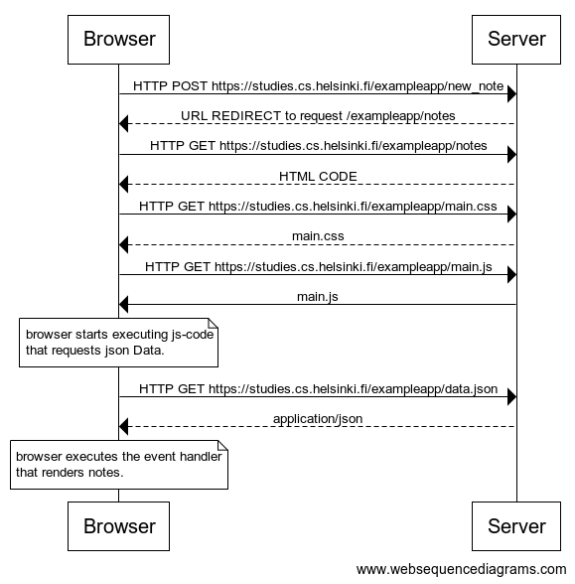 Browser
Server
HTTP POST https://studies.cs.helsinki.fi/exampleapp/new_note
URL REDIRECT to request /exampleapp/notes
HTTP GET https://studies.cs.helsinki.fi/exampleapp/notes
HTML CODE
HTTP GET https://studies.cs.helsinki.fi/exampleapp/main.css
main.css
HTTP GET https://studies.cs.helsinki.fi/exampleapp/main.js
main.js
browser starts executing js-code
that requests json Data.
HTTP GET https://studies.cs.helsinki.fi/exampleapp/data.json
application/json
browser executes the event handler
that renders notes.
Browser
Server
www.websequencediagrams.com